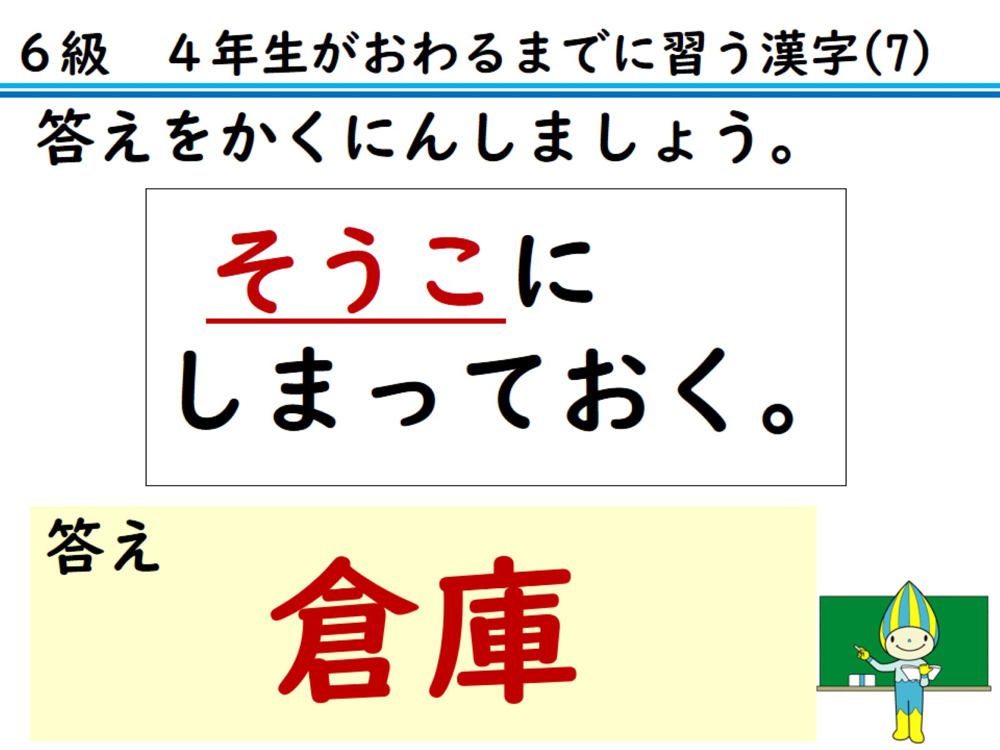 ６級　４年生がおわるまでに習う漢字(7)
答えをかくにんしましょう。
そうこに
しまっておく。
答え
倉庫